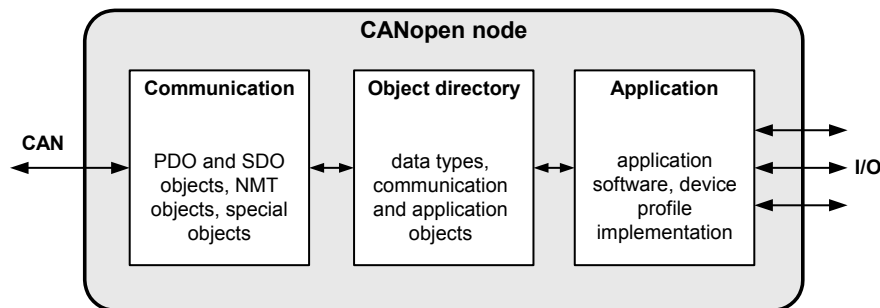 CANopen node
CAN
Communication
PDO and SDO
objects, NMT
objects, special
objects
Object directory
data types,
communication
and application
objects
Application
application
software, device
profile
implementation
I/O